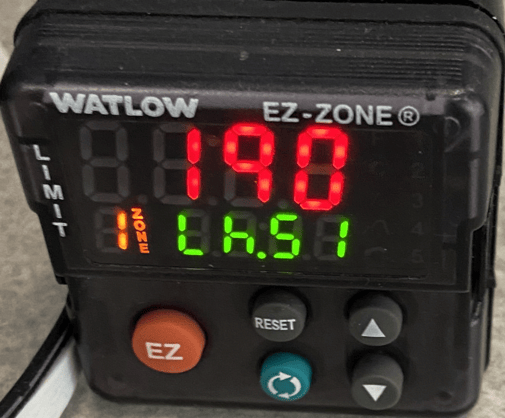 WATLOW EZ-ZONE®
LIMIT
190
1 ZONE Lh.S1
RESET
EZ